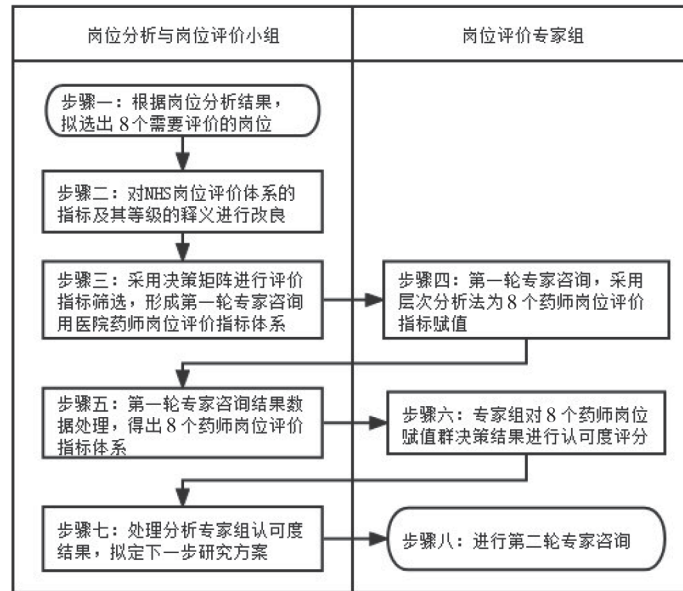 岗位分析与岗位评价小组
岗位评价专家组
步骤一：根据岗位分析结果，
拟选出8个需要评价的岗位
步骤二：对NHS岗位评价体系的
指标及其等级的释义进行改良
步骤三：采用决策矩阵进行评价
指标筛选，形成第一轮专家咨询
用医院药师岗位评价指标体系
步骤四：第一轮专家咨询，采用
层次分析法为8个药师岗位评价
指标赋值
步骤五：第一轮专家咨询结果数
据处理，得出8个药师岗位评价
指标体系
步骤六：专家组对8个药师岗位
赋值群决策结果进行认可度评分
步骤七：处理分析专家组认可度
结果，拟定下一步研究方案
步骤八：进行第二轮专家咨询